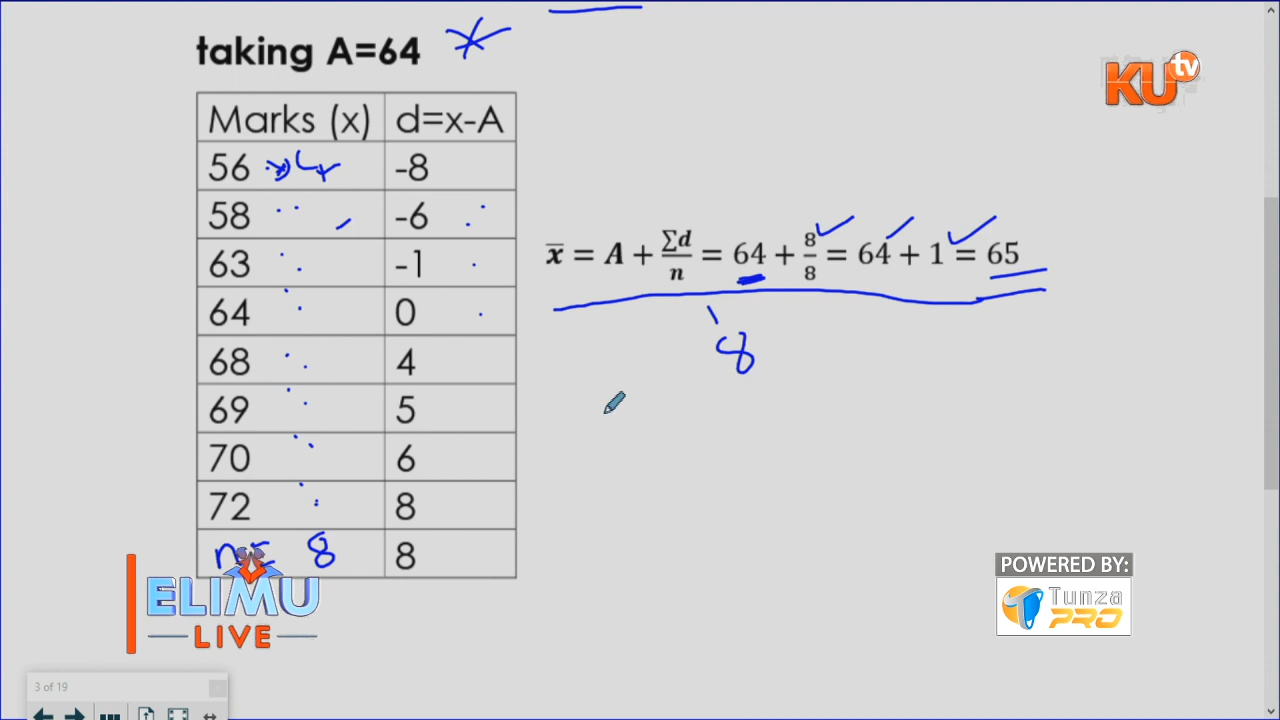 taking A=64
KU tv
Marks (x) d=x-A
56 -8
58 -6
63 -1
64 0
68 4
69 5
70 6
72 8
n= 8 8
x̅ = A + ∑d/n = 64 + 8/8 = 64 + 1 = 65
8
ELIMU
LIVE
POWERED BY:
Tunza
PRO
3 of 19